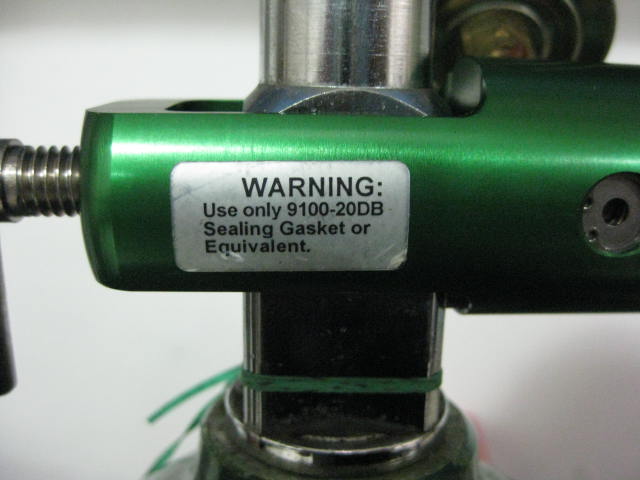 WARNING:
Use only 9100-20DB
Sealing Gasket or
Equivalent.